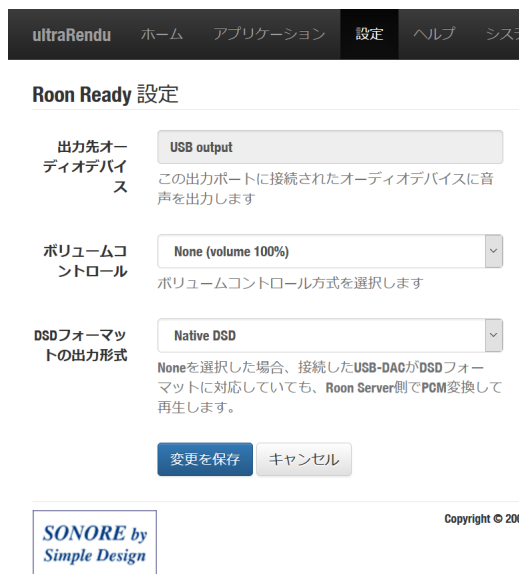 ultraRendu ホーム アプリケーション 設定 ヘルプ
Roon Ready 設定
出力先オー
ディオデバイ
ス
USB output
この出力ポートに接続されたオーディオデバイスに音
声を出力します
ボリュームコ
ントロール
None (volume 100%)
ボリュームコントロール方式を選択します
DSDフォーマッ
トの出力形式
Native DSD
Noneを選択した場合、接続したUSB-DACがDSDフォー
マットに対応していても、Roon Server側でPCM変換して
再生します。
変更を保存 キャンセル
SONORE by
Simple Design
Copyright © 200